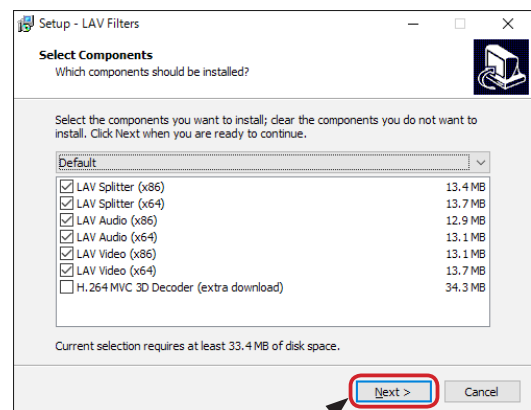 Setup - LAV Filters
Select Components
Which components should be installed?
Select the components you want to install; clear the components you do not want to
install. Click Next when you are ready to continue.
Default
LAV Splitter (x86) 13.4 MB
LAV Splitter (x64) 13.7 MB
LAV Audio (x86) 12.9 MB
LAV Audio (x64) 13.1 MB
LAV Video (x86) 13.1 MB
LAV Video (x64) 13.7 MB
H.264 MVC 3D Decoder (extra download) 34.3 MB
Current selection requires at least 33.4 MB of disk space.
Next > Cancel